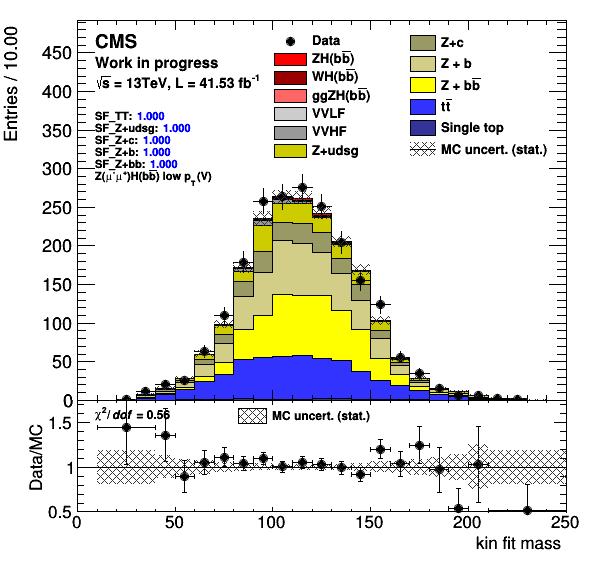 CMS
Work in progress
√s = 13TeV, L = 41.53 fb⁻¹
SF_TT: 1.000
SF_Z+udsg: 1.000
SF_Z+c: 1.000
SF_Z+b: 1.000
SF_Z+bb: 1.000
Z(μ⁻μ⁺)H(bb̅) low p_T(V)
Data
ZH(bb̅)
WH(bb̅)
ggZH(bb̅)
VVLF
VVHF
Z+udsg
Z+c
Z + b
Z + bb̅
tt̅
Single top
MC uncert. (stat.)
Entries / 10.00
450
400
350
300
250
200
150
100
50
0
χ²/dof = 0.56
MC uncert. (stat.)
Data/MC
1.5
1
0.5
0 50 100 150 200 250
kin fit mass